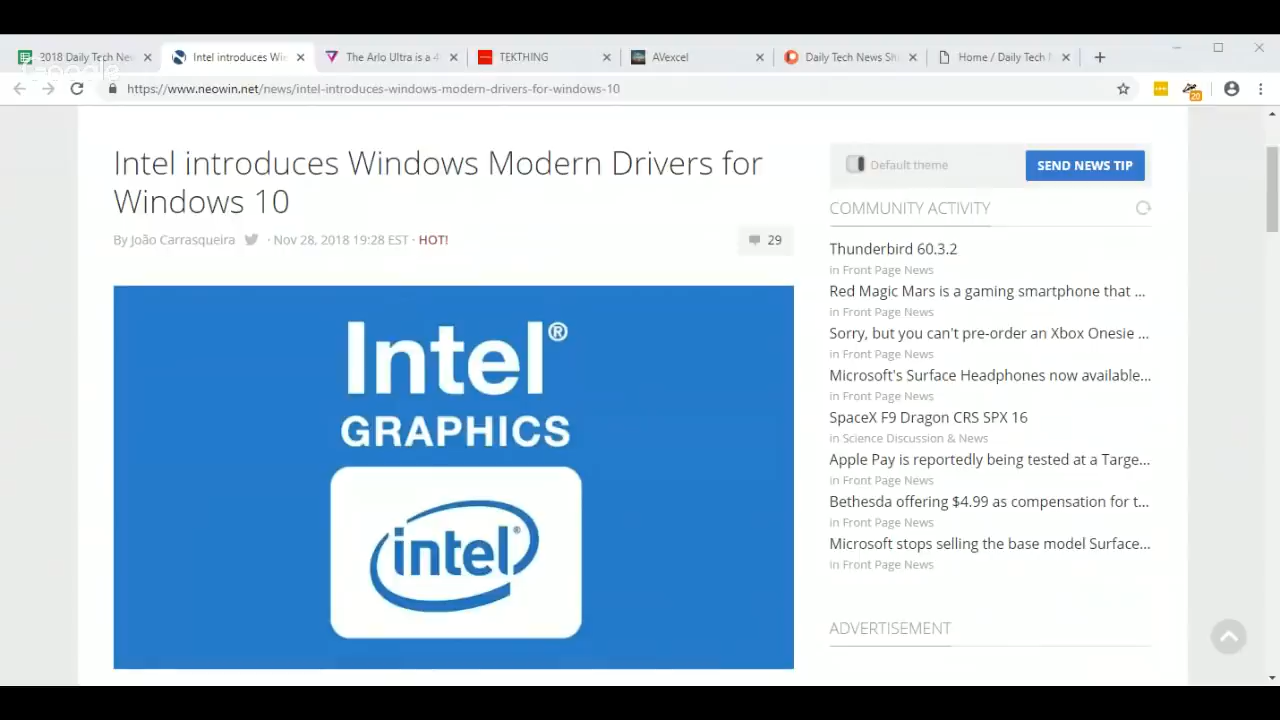 2018 Daily Tech Ne
Intel introduces Wi
The Arlo Ultra is a 4
TEKTHING
AVexcel
Daily Tech News Sh
Home / Daily Tech
Google
https://www.neowin.net/news/intel-introduces-windows-modern-drivers-for-windows-10
20
Intel introduces Windows Modern Drivers for
Windows 10
By João Carrasqueira · Nov 28, 2018 19:28 EST · HOT!
29
Intel®
GRAPHICS
intel®
Default theme
SEND NEWS TIP
COMMUNITY ACTIVITY
Thunderbird 60.3.2
in Front Page News
Red Magic Mars is a gaming smartphone that ...
in Front Page News
Sorry, but you can't pre-order an Xbox Onesie ...
in Front Page News
Microsoft's Surface Headphones now available...
in Front Page News
SpaceX F9 Dragon CRS SPX 16
in Science Discussion & News
Apple Pay is reportedly being tested at a Targe...
in Front Page News
Bethesda offering $4.99 as compensation for t...
in Front Page News
Microsoft stops selling the base model Surface...
in Front Page News
ADVERTISEMENT